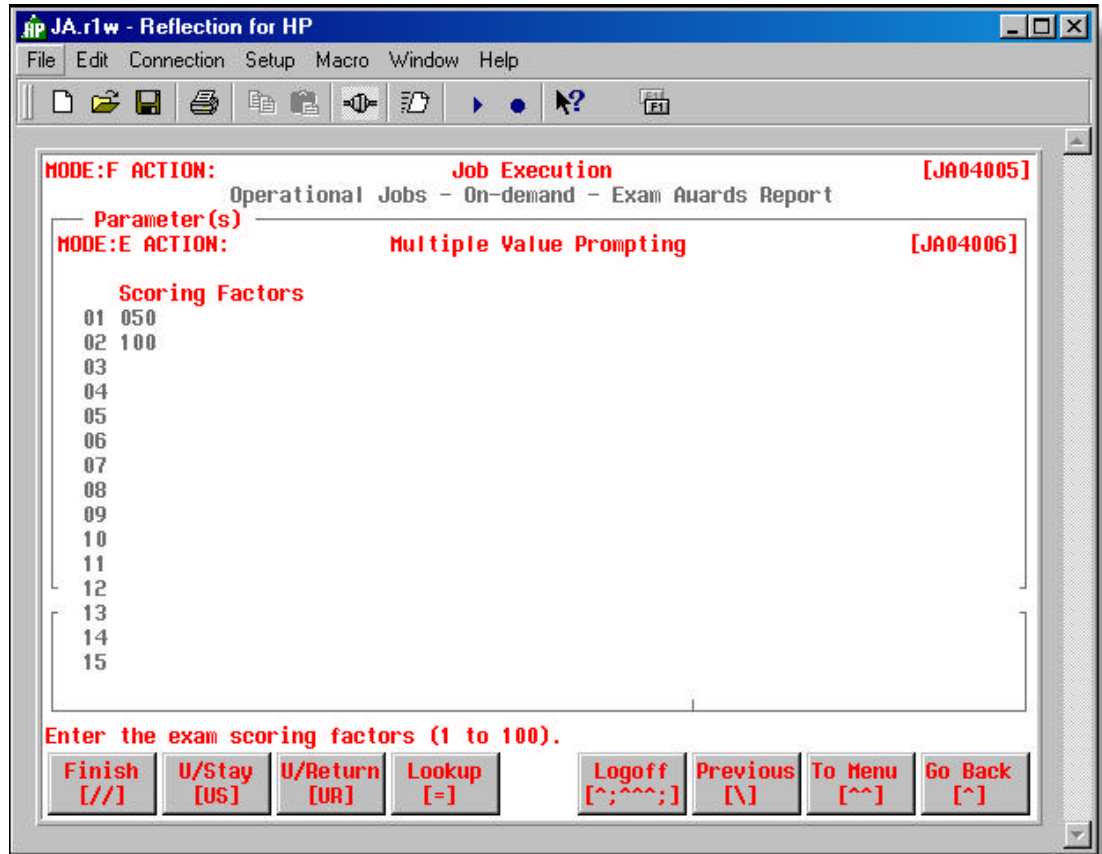 JA.r1w - Reflection for HP
File Edit Connection Setup Macro Window Help
MODE:F ACTION: Job Execution [JA04005]
Operational Jobs - On-demand - Exam Awards Report
Parameter(s)
MODE:E ACTION: Multiple Value Prompting [JA04006]
Scoring Factors
01 050
02 100
03
04
05
06
07
08
09
10
11
12
13
14
15
Enter the exam scoring factors (1 to 100).
Finish U/Stay U/Return Lookup Logoff Previous To Menu Go Back
[//] [US] [UR] [=] [^;^^^;] [\] [^^] [^]